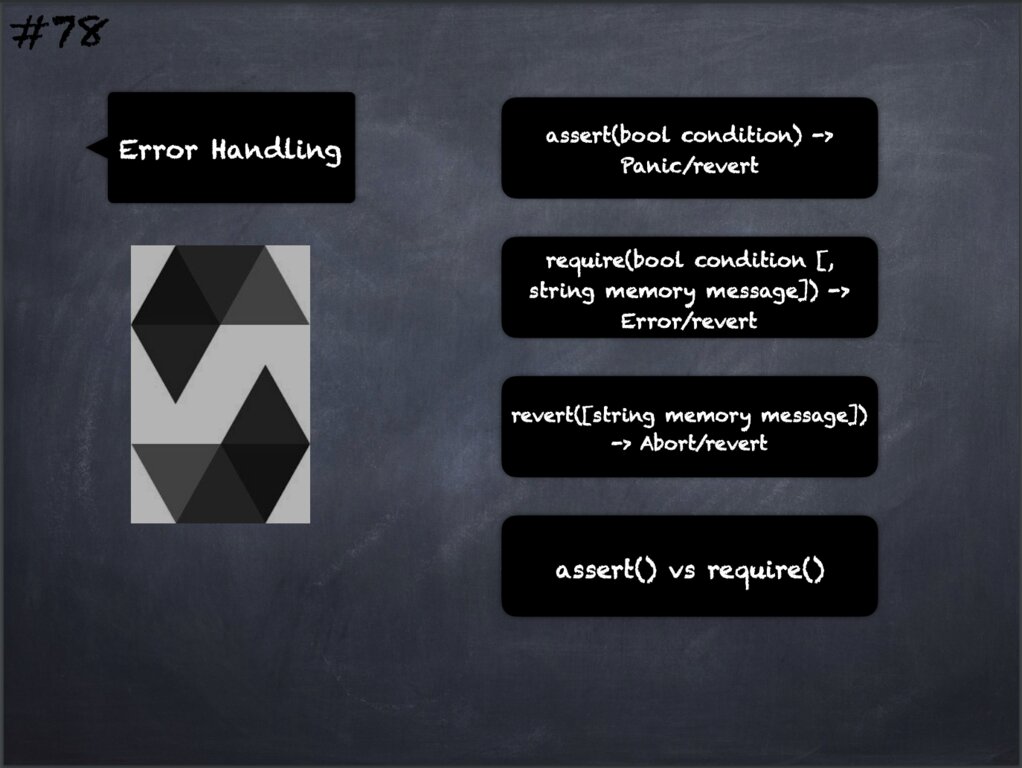 #78
Error Handling
assert(bool condition) ->
Panic/revert
require(bool condition [,
string memory message]) ->
Error/revert
revert([string memory message])
-> Abort/revert
assert() vs require()